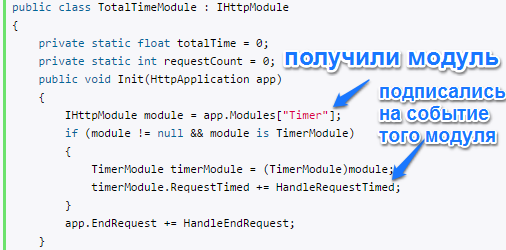 public class TotalTimeModule : IHttpModule
{
private static float totalTime = 0;
private static int requestCount = 0;
получили модуль
public void Init(HttpApplication app)
{
подписались
на событие
того модуля
IHttpModule module = app.Modules["Timer"];
if (module != null && module is TimerModule)
{
TimerModule timerModule = (TimerModule)module;
timerModule.RequestTimed += HandleRequestTimed;
}
app.EndRequest += HandleEndRequest;
}